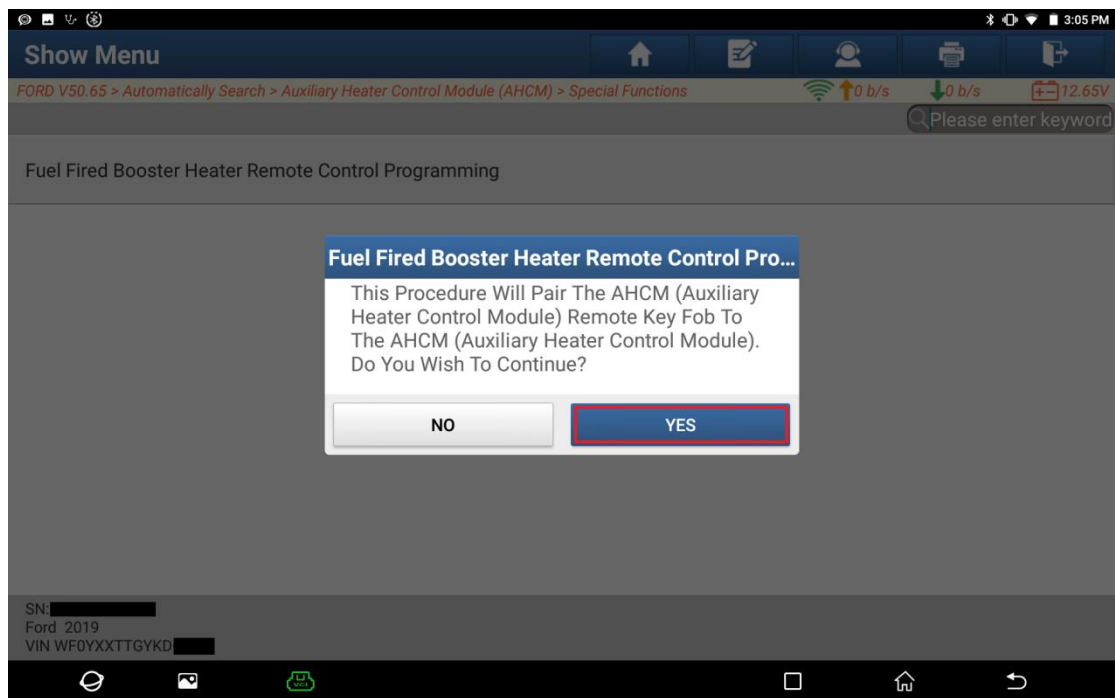 3:05 PM
Show Menu
FORD V50.65 > Automatically Search > Auxiliary Heater Control Module (AHCM) > Special Functions
0 b/s
0 b/s
12.65V
Please enter keyword
Fuel Fired Booster Heater Remote Control Programming
Fuel Fired Booster Heater Remote Control Pro...
This Procedure Will Pair The AHCM (Auxiliary
Heater Control Module) Remote Key Fob To
The AHCM (Auxiliary Heater Control Module).
Do You Wish To Continue?
NO
YES
SN:
Ford 2019
VIN WF0YXXTTGYKD
VCI